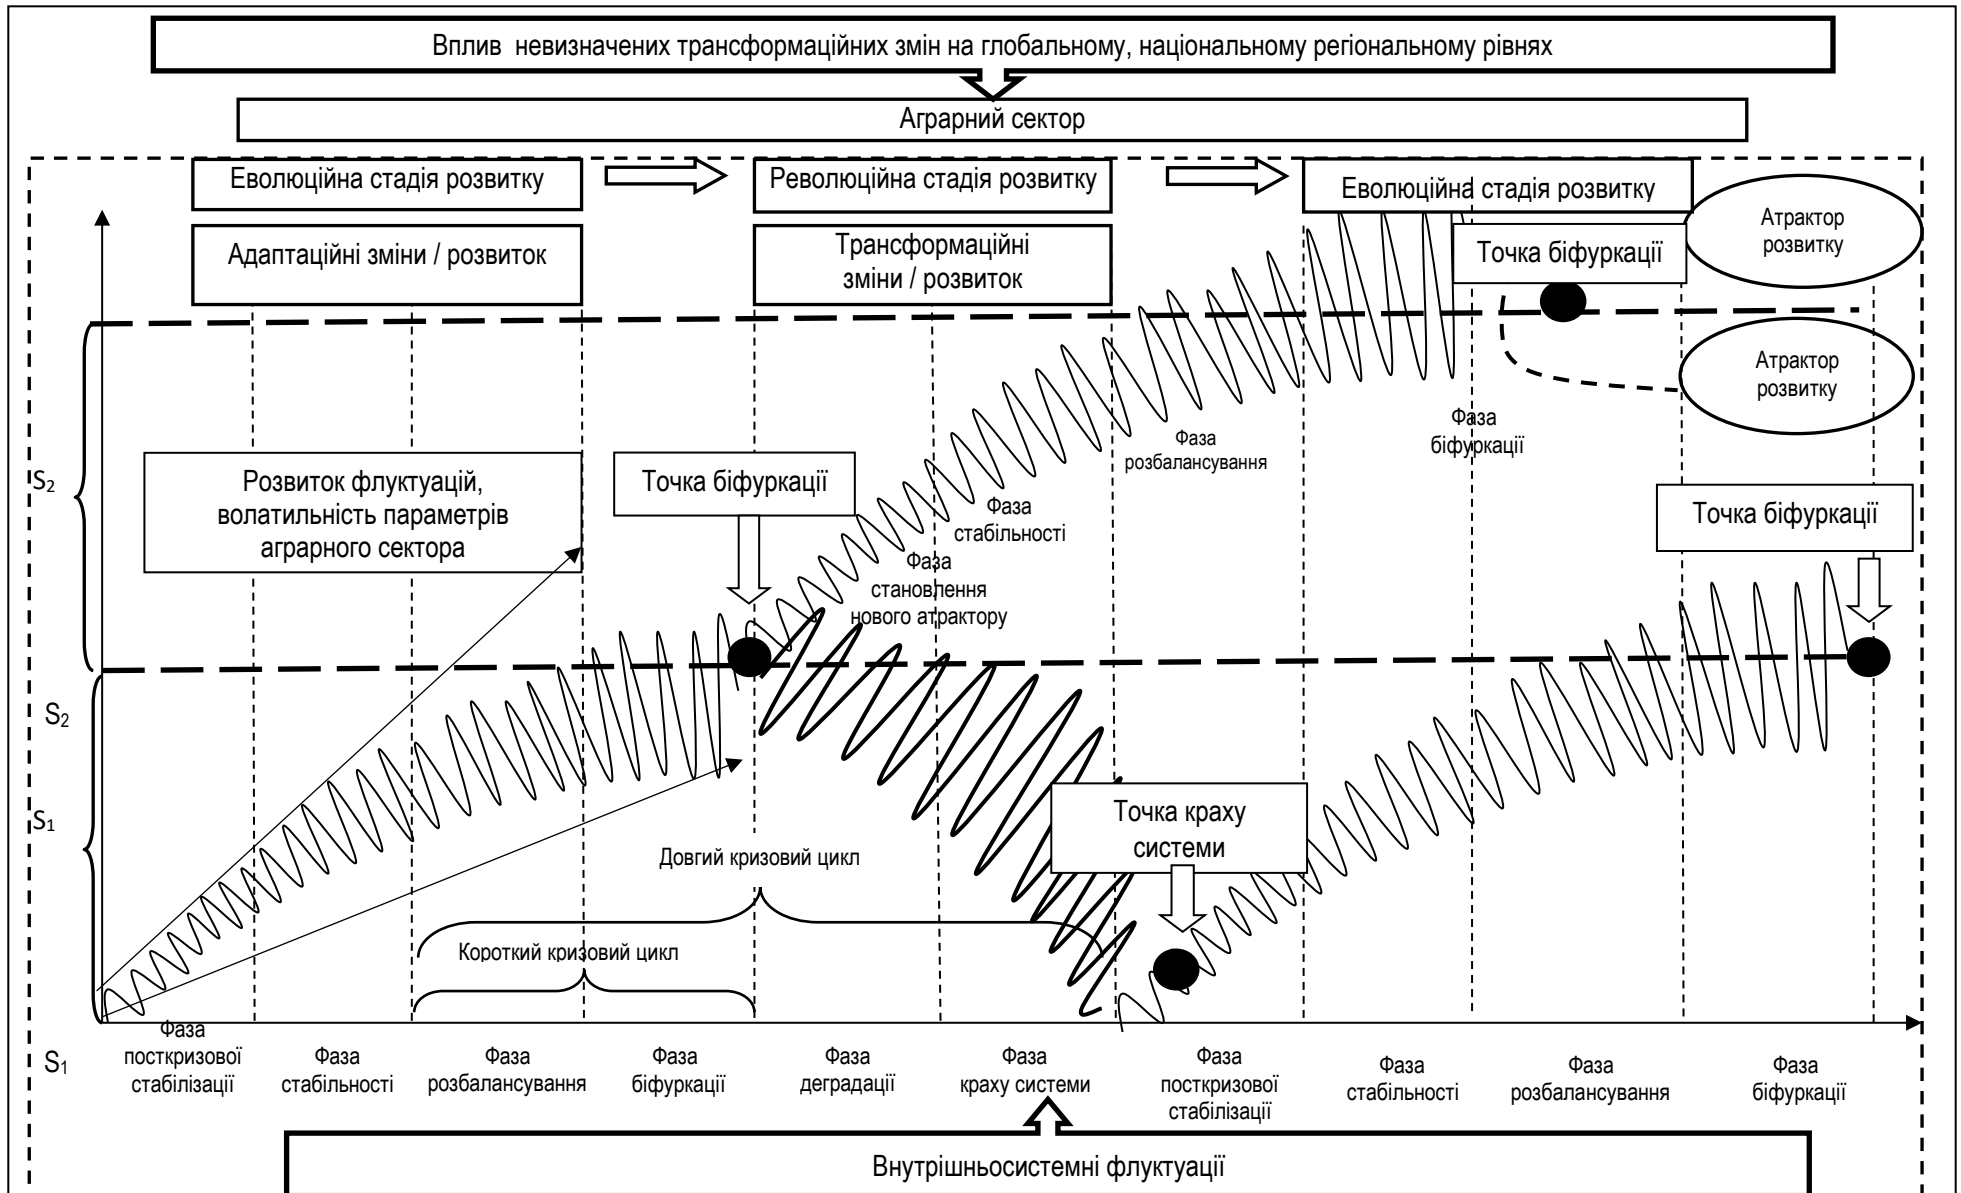 Вплив невизначених трансформаційних змін на глобальному, національному регіональному рівнях
Аграрний сектор
Еволюційна стадія розвитку
Революційна стадія розвитку
Еволюційна стадія розвитку
Адаптаційні зміни / розвиток
Трансформаційні
зміни / розвиток
Точка біфуркації
Атрактор
розвитку
Атрактор
розвитку
Фаза
розбалансування
Фаза
біфуркації
S2
Розвиток флуктуацій,
волатильність параметрів
аграрного сектора
Точка біфуркації
Фаза
стабільності
Точка біфуркації
Фаза
становлення
нового атрактору
S2
S1
Точка краху
системи
Довгий кризовий цикл
Короткий кризовий цикл
S1
Фаза
посткризової
стабілізації
Фаза
стабільності
Фаза
розбалансування
Фаза
біфуркації
Фаза
деградації
Фаза
краху системи
Фаза
посткризової
стабілізації
Фаза
стабільності
Фаза
розбалансування
Фаза
біфуркації
Внутрішньосистемні флуктуації